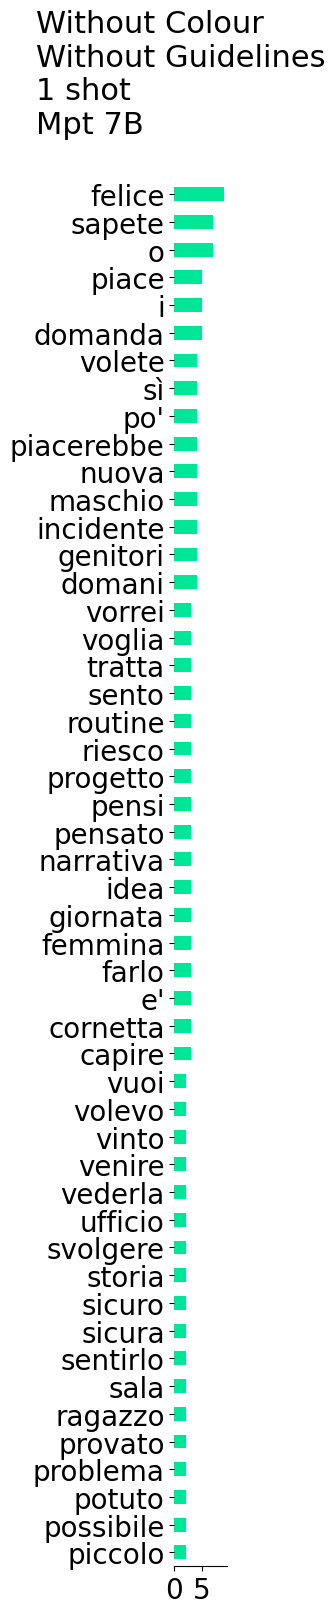 Without Colour
Without Guidelines
1 shot
Mpt 7B
felice
sapete
o
piace
i
domanda
volete
sì
po'
piacerebbe
nuova
maschio
incidente
genitori
domani
vorrei
voglia
tratta
sento
routine
riesco
progetto
pensi
pensato
narrativa
idea
giornata
femmina
farlo
e'
cornetta
capire
vuoi
volevo
vinto
venire
vederla
ufficio
svolgere
storia
sicuro
sicura
sentirlo
sala
ragazzo
provato
problema
potuto
possibile
piccolo
0 5